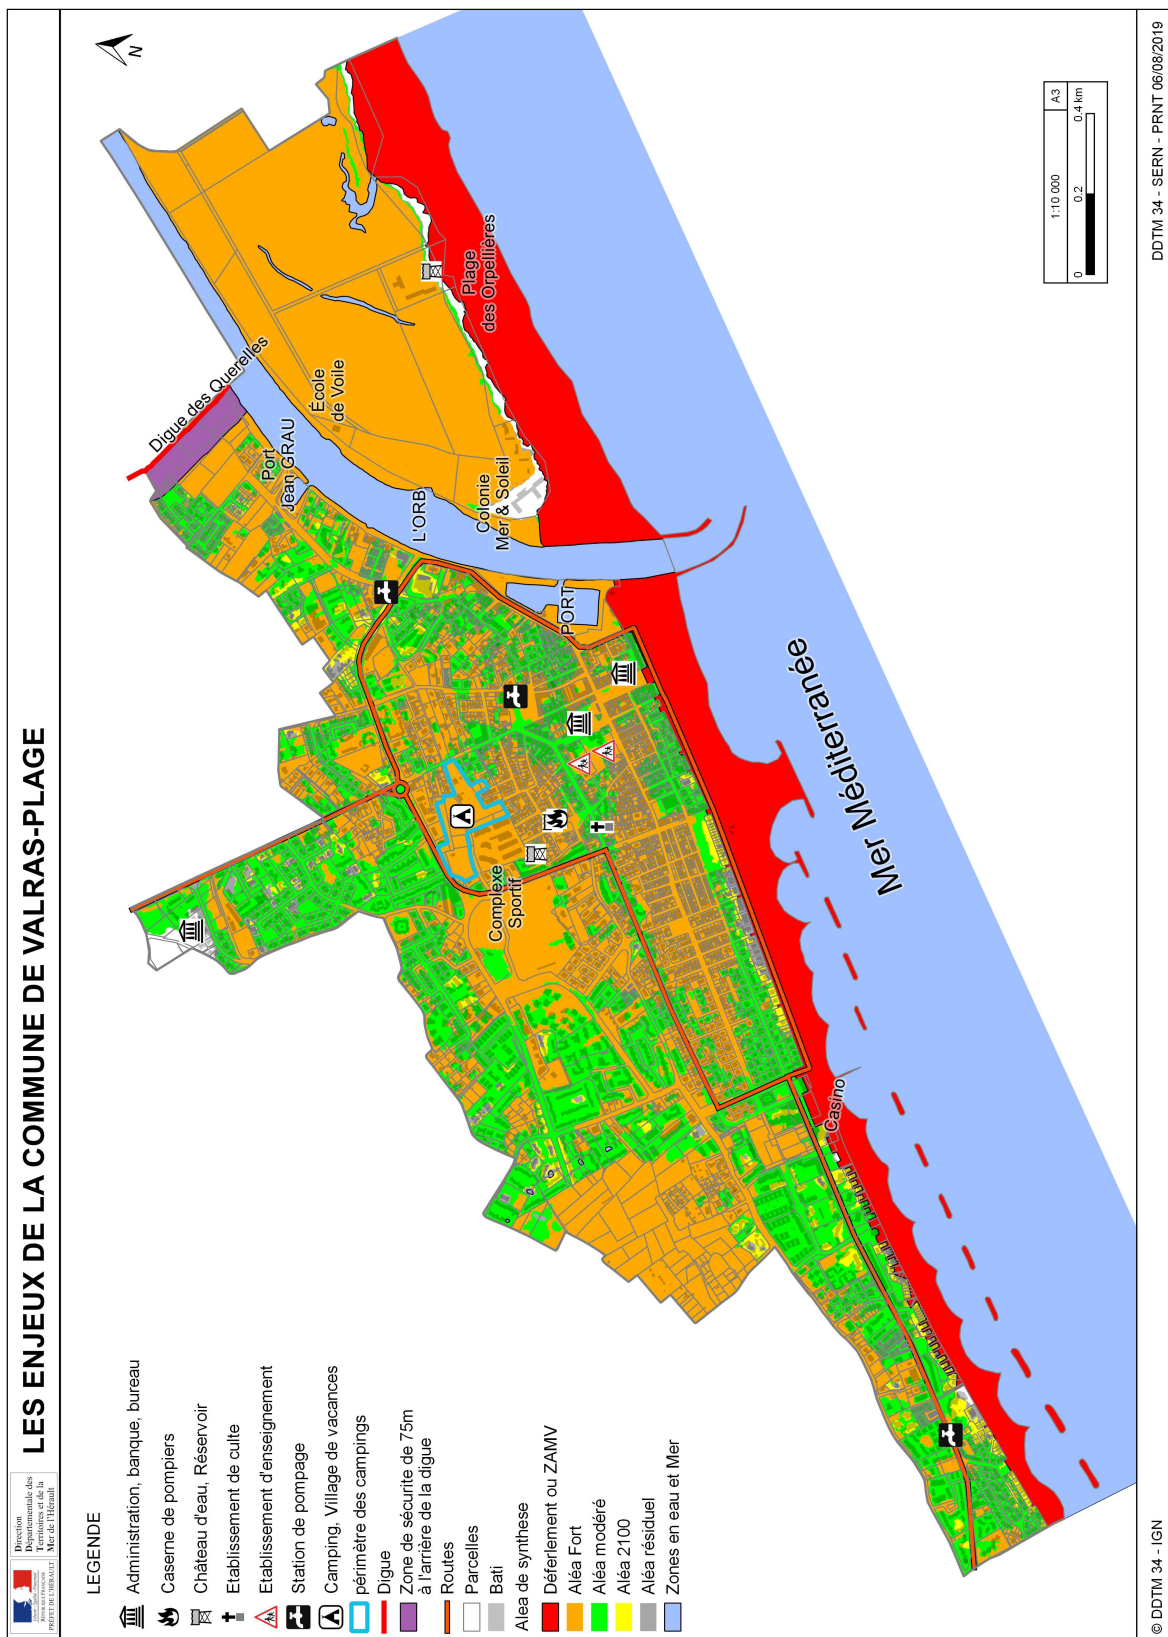 PRÉFET DE L'HÉRAULT
Direction
Départementale des
Territoires et de la
Mer de l'Hérault
LES ENJEUX DE LA COMMUNE DE VALRAS-PLAGE
LEGENDE
Administration, banque, bureau
Caserne de pompiers
Château d'eau, Réservoir
Etablissement de culte
Etablissement d'enseignement
Station de pompage
Camping, Village de vacances
périmètre des campings
Digue
Zone de sécurite de 75m
à l'arrière de la digue
Routes
Parcelles
Bati
Alea de synthese
Déferlement ou ZAMV
Aléa Fort
Aléa modéré
Aléa 2100
Aléa résiduel
Zones en eau et Mer
N
Digue des Querelles
Port
Jean GRAU
École
de Voile
L'ORB
Colonie
Mer & Soleil
Plage
des Orpellières
PORT
Complexe
Sportif
Casino
Mer Méditerranée
1:10 000
A3
0
0.2
0.4 km
© DDTM 34 - IGN
DDTM 34 - SERN - PRNT 06/08/2019